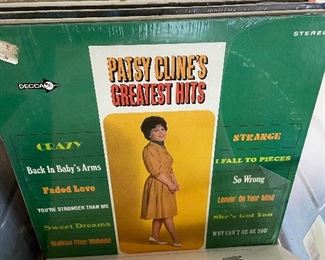 STEREO
DECCA
PATSY CLINE'S
GREATEST HITS
CRAZY
Back In Baby's Arms
Faded Love
YOU'RE STRONGER THAN ME
Sweet Dreams
Walkin' After Midnight
STRANGE
I FALL TO PIECES
So Wrong
Leavin' On Your Mind
She's Got You
WHY CAN'T HE BE YOU